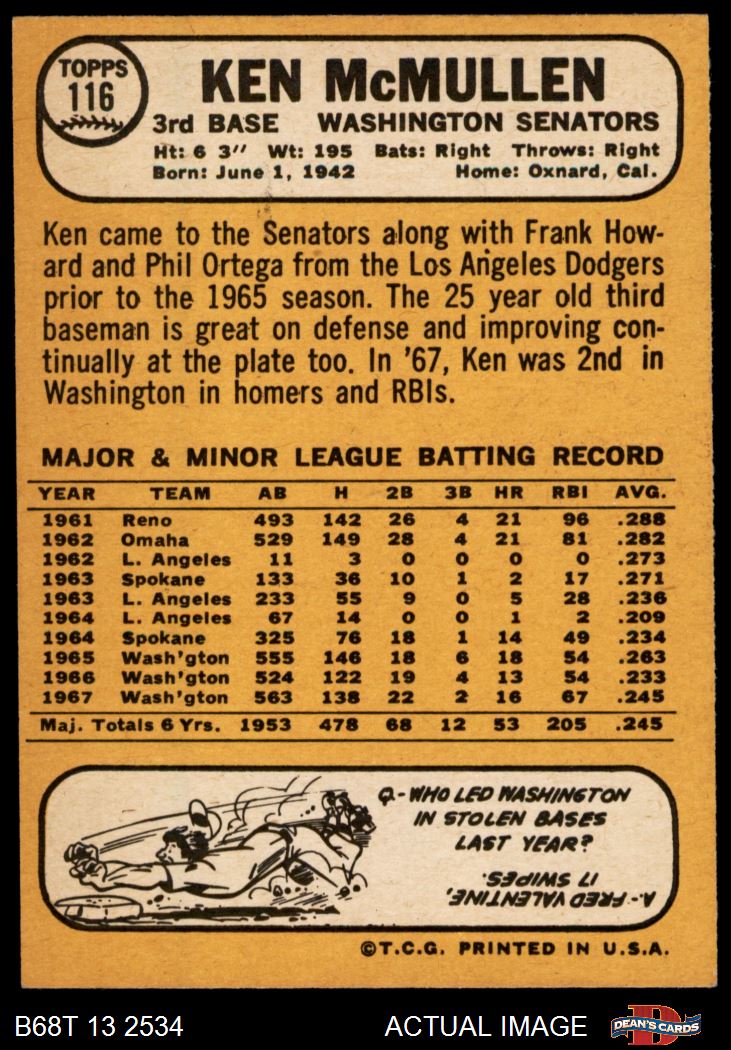 TOPPS
116
KEN McMULLEN
3rd BASE WASHINGTON SENATORS
Ht: 6 3" Wt: 195 Bats: Right Throws: Right
Born: June 1, 1942 Home: Oxnard, Cal.
Ken came to the Senators along with Frank How-
ard and Phil Ortega from the Los Angeles Dodgers
prior to the 1965 season. The 25 year old third
baseman is great on defense and improving con-
tinually at the plate too. In '67, Ken was 2nd in
Washington in homers and RBIs.
MAJOR & MINOR LEAGUE BATTING RECORD
YEAR TEAM AB H 2B 3B HR RBI AVG.
1961 Reno 493 142 26 4 21 96 .288
1962 Omaha 529 149 28 4 21 81 .282
1962 L. Angeles 11 3 0 0 0 0 .273
1963 Spokane 133 36 10 1 2 17 .271
1963 L. Angeles 233 55 9 0 5 28 .236
1964 L. Angeles 67 14 0 0 1 2 .209
1964 Spokane 325 76 18 1 14 49 .234
1965 Wash'gton 555 146 18 6 18 54 .263
1966 Wash'gton 524 122 19 4 13 54 .233
1967 Wash'gton 563 138 22 2 16 67 .245
Maj. Totals 6 Yrs. 1953 478 68 12 53 205 .245
Q-WHO LED WASHINGTON
IN STOLEN BASES
LAST YEAR?
A.-FRED VALENTINE,
17 SWIPES.
©T.C.G. PRINTED IN U.S.A.
B68T 13 2534 ACTUAL IMAGE
DEAN'S CARDS